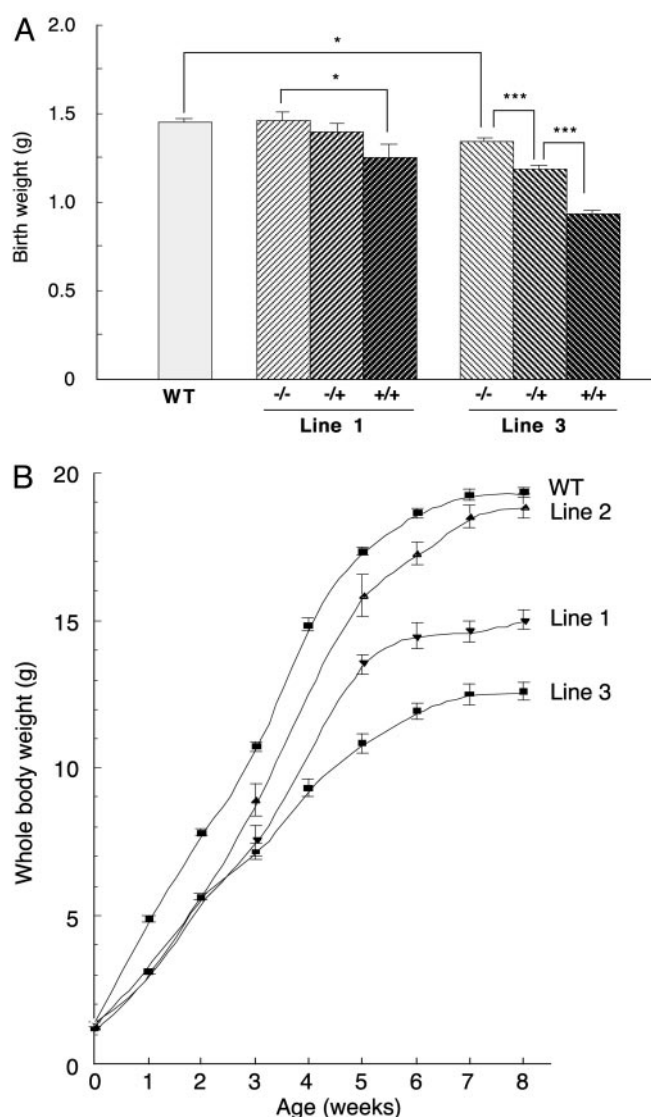 A
2.0
1.5
1.0
0.5
0
Birth weight (g)
*
*
***
***
WT
-/-
-/+
+/+
-/-
-/+
+/+
Line 1
Line 3
B
20
15
10
5
0
Whole body weight (g)
WT
Line 2
Line 1
Line 3
0 1 2 3 4 5 6 7 8
Age (weeks)